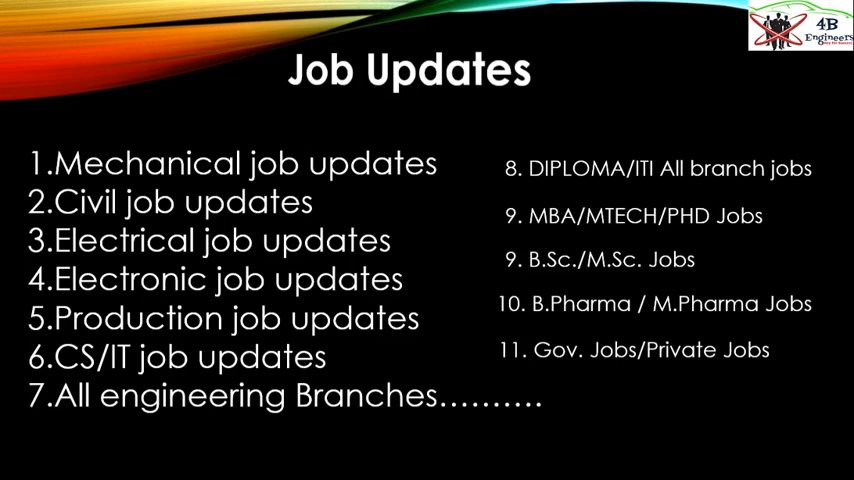 4B
Engineers
Job Updates
1.Mechanical job updates
2.Civil job updates
3.Electrical job updates
4.Electronic job updates
5.Production job updates
6.CS/IT job updates
7.All engineering Branches..........
8. DIPLOMA/ITI All branch jobs
9. MBA/MTECH/PHD Jobs
9. B.Sc./M.Sc. Jobs
10. B.Pharma / M.Pharma Jobs
11. Gov. Jobs/Private Jobs